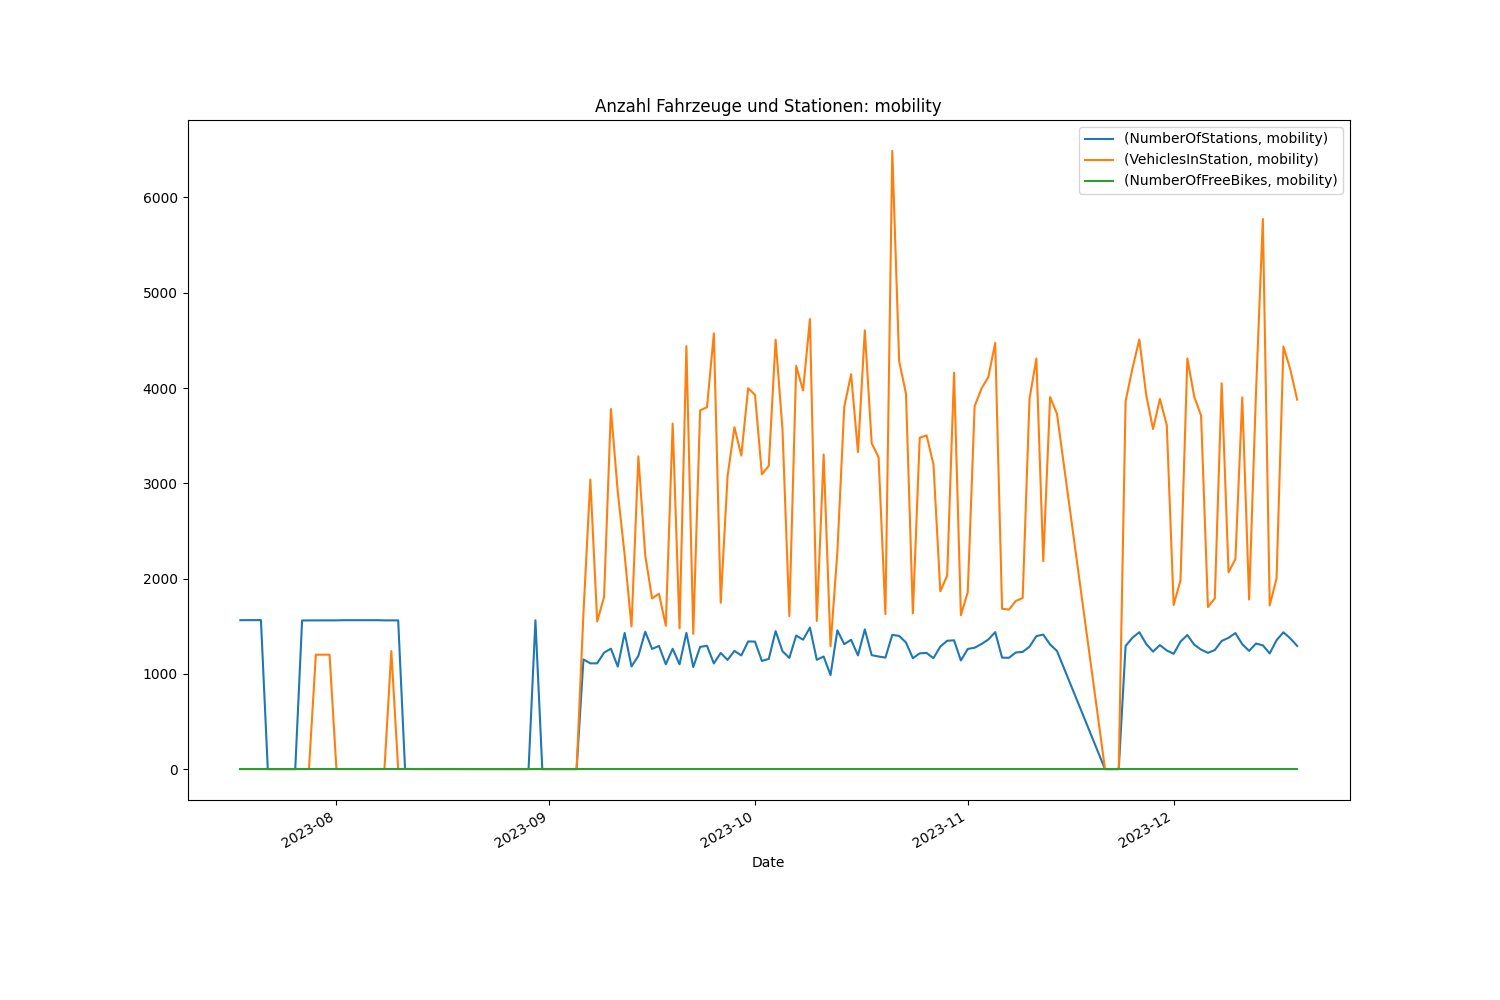 Anzahl Fahrzeuge und Stationen: mobility
(NumberOfStations, mobility)
(VehiclesInStation, mobility)
(NumberOfFreeBikes, mobility)
6000
5000
4000
3000
2000
1000
0
2023-08
2023-09
2023-10
2023-11
2023-12
Date